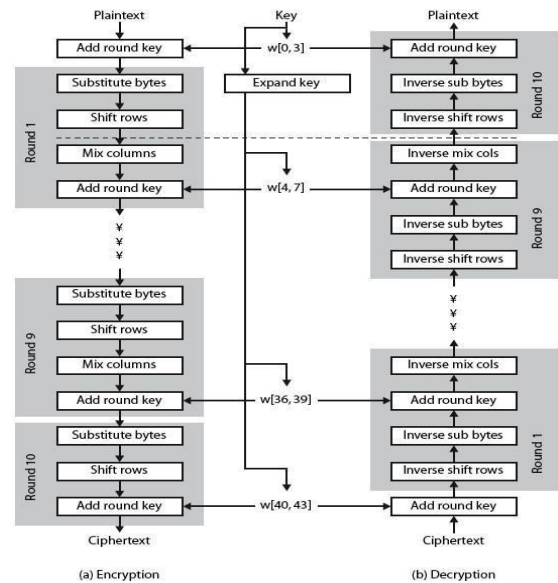 Plaintext
Add round key
Round 1
Substitute bytes
Shift rows
Mix columns
Add round key
¥
¥
¥
Round 9
Substitute bytes
Shift rows
Mix columns
Add round key
Round 10
Substitute bytes
Shift rows
Add round key
Ciphertext
(a) Encryption
Key
w[0, 3]
Expand key
w[4, 7]
w[36, 39]
w[40, 43]
Plaintext
Add round key
Inverse sub bytes
Inverse shift rows
Round 10
Inverse mix cols
Add round key
Inverse sub bytes
Inverse shift rows
Round 9
¥
¥
¥
Inverse mix cols
Add round key
Inverse sub bytes
Inverse shift rows
Round 1
Add round key
Ciphertext
(b) Decryption